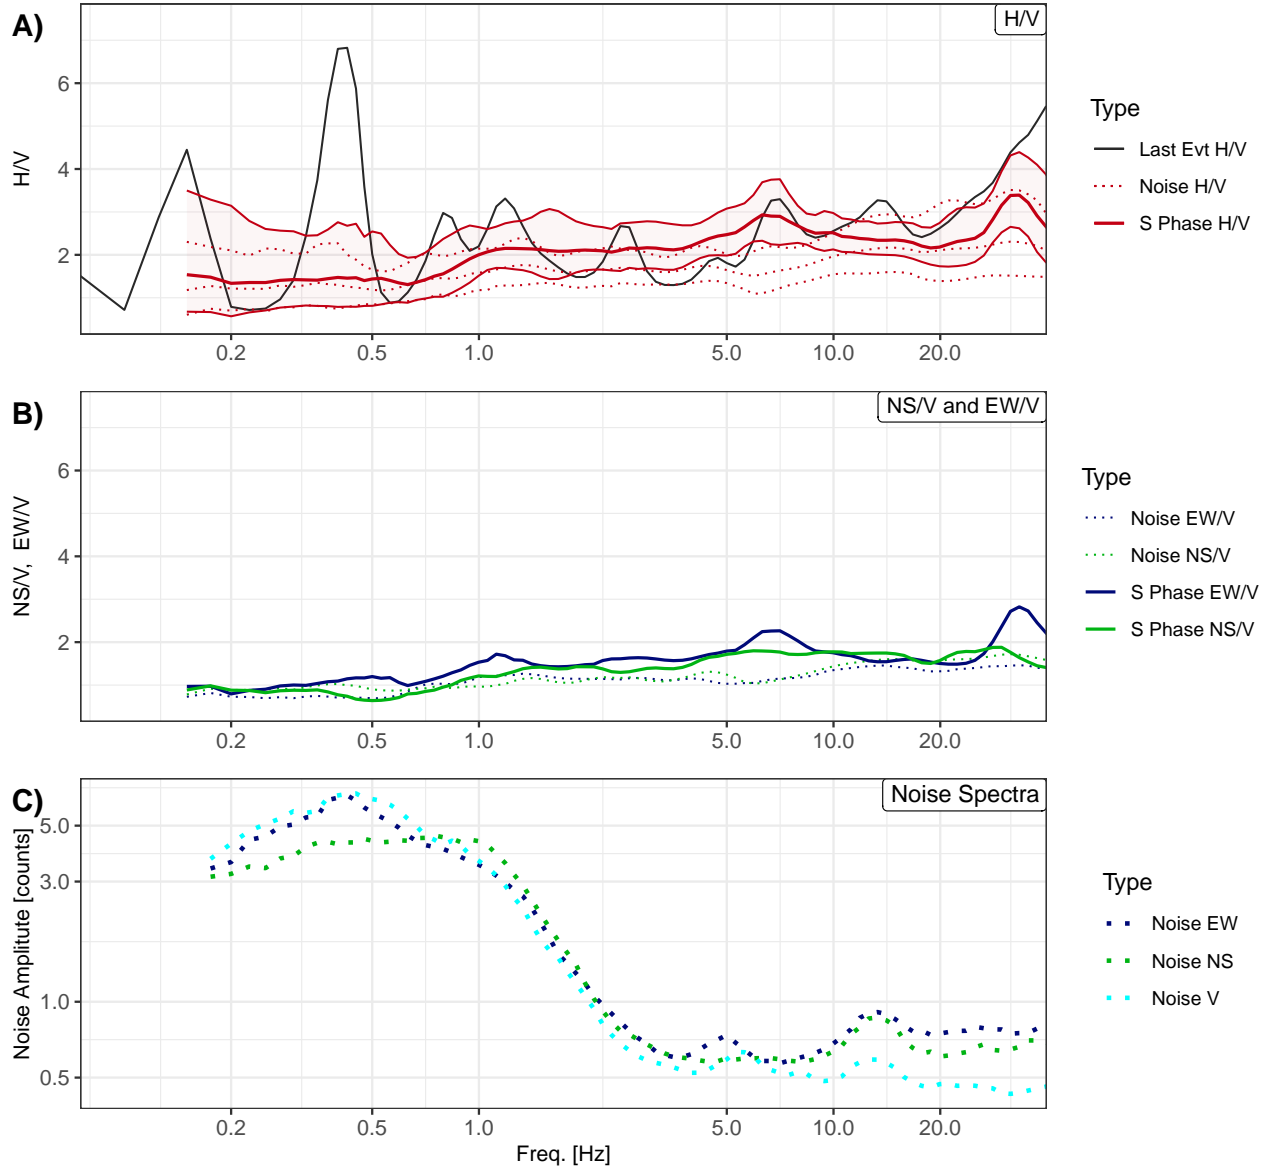 A)
H/V
6
4
2
H/V
0.2 0.5 1.0 5.0 10.0 20.0
Type
Last Evt H/V
Noise H/V
S Phase H/V
B)
NS/V and EW/V
6
4
2
NS/V, EW/V
0.2 0.5 1.0 5.0 10.0 20.0
Type
Noise EW/V
Noise NS/V
S Phase EW/V
S Phase NS/V
C)
Noise Spectra
5.0
3.0
1.0
0.5
Noise Amplitute [counts]
0.2 0.5 1.0 5.0 10.0 20.0
Freq. [Hz]
Type
Noise EW
Noise NS
Noise V